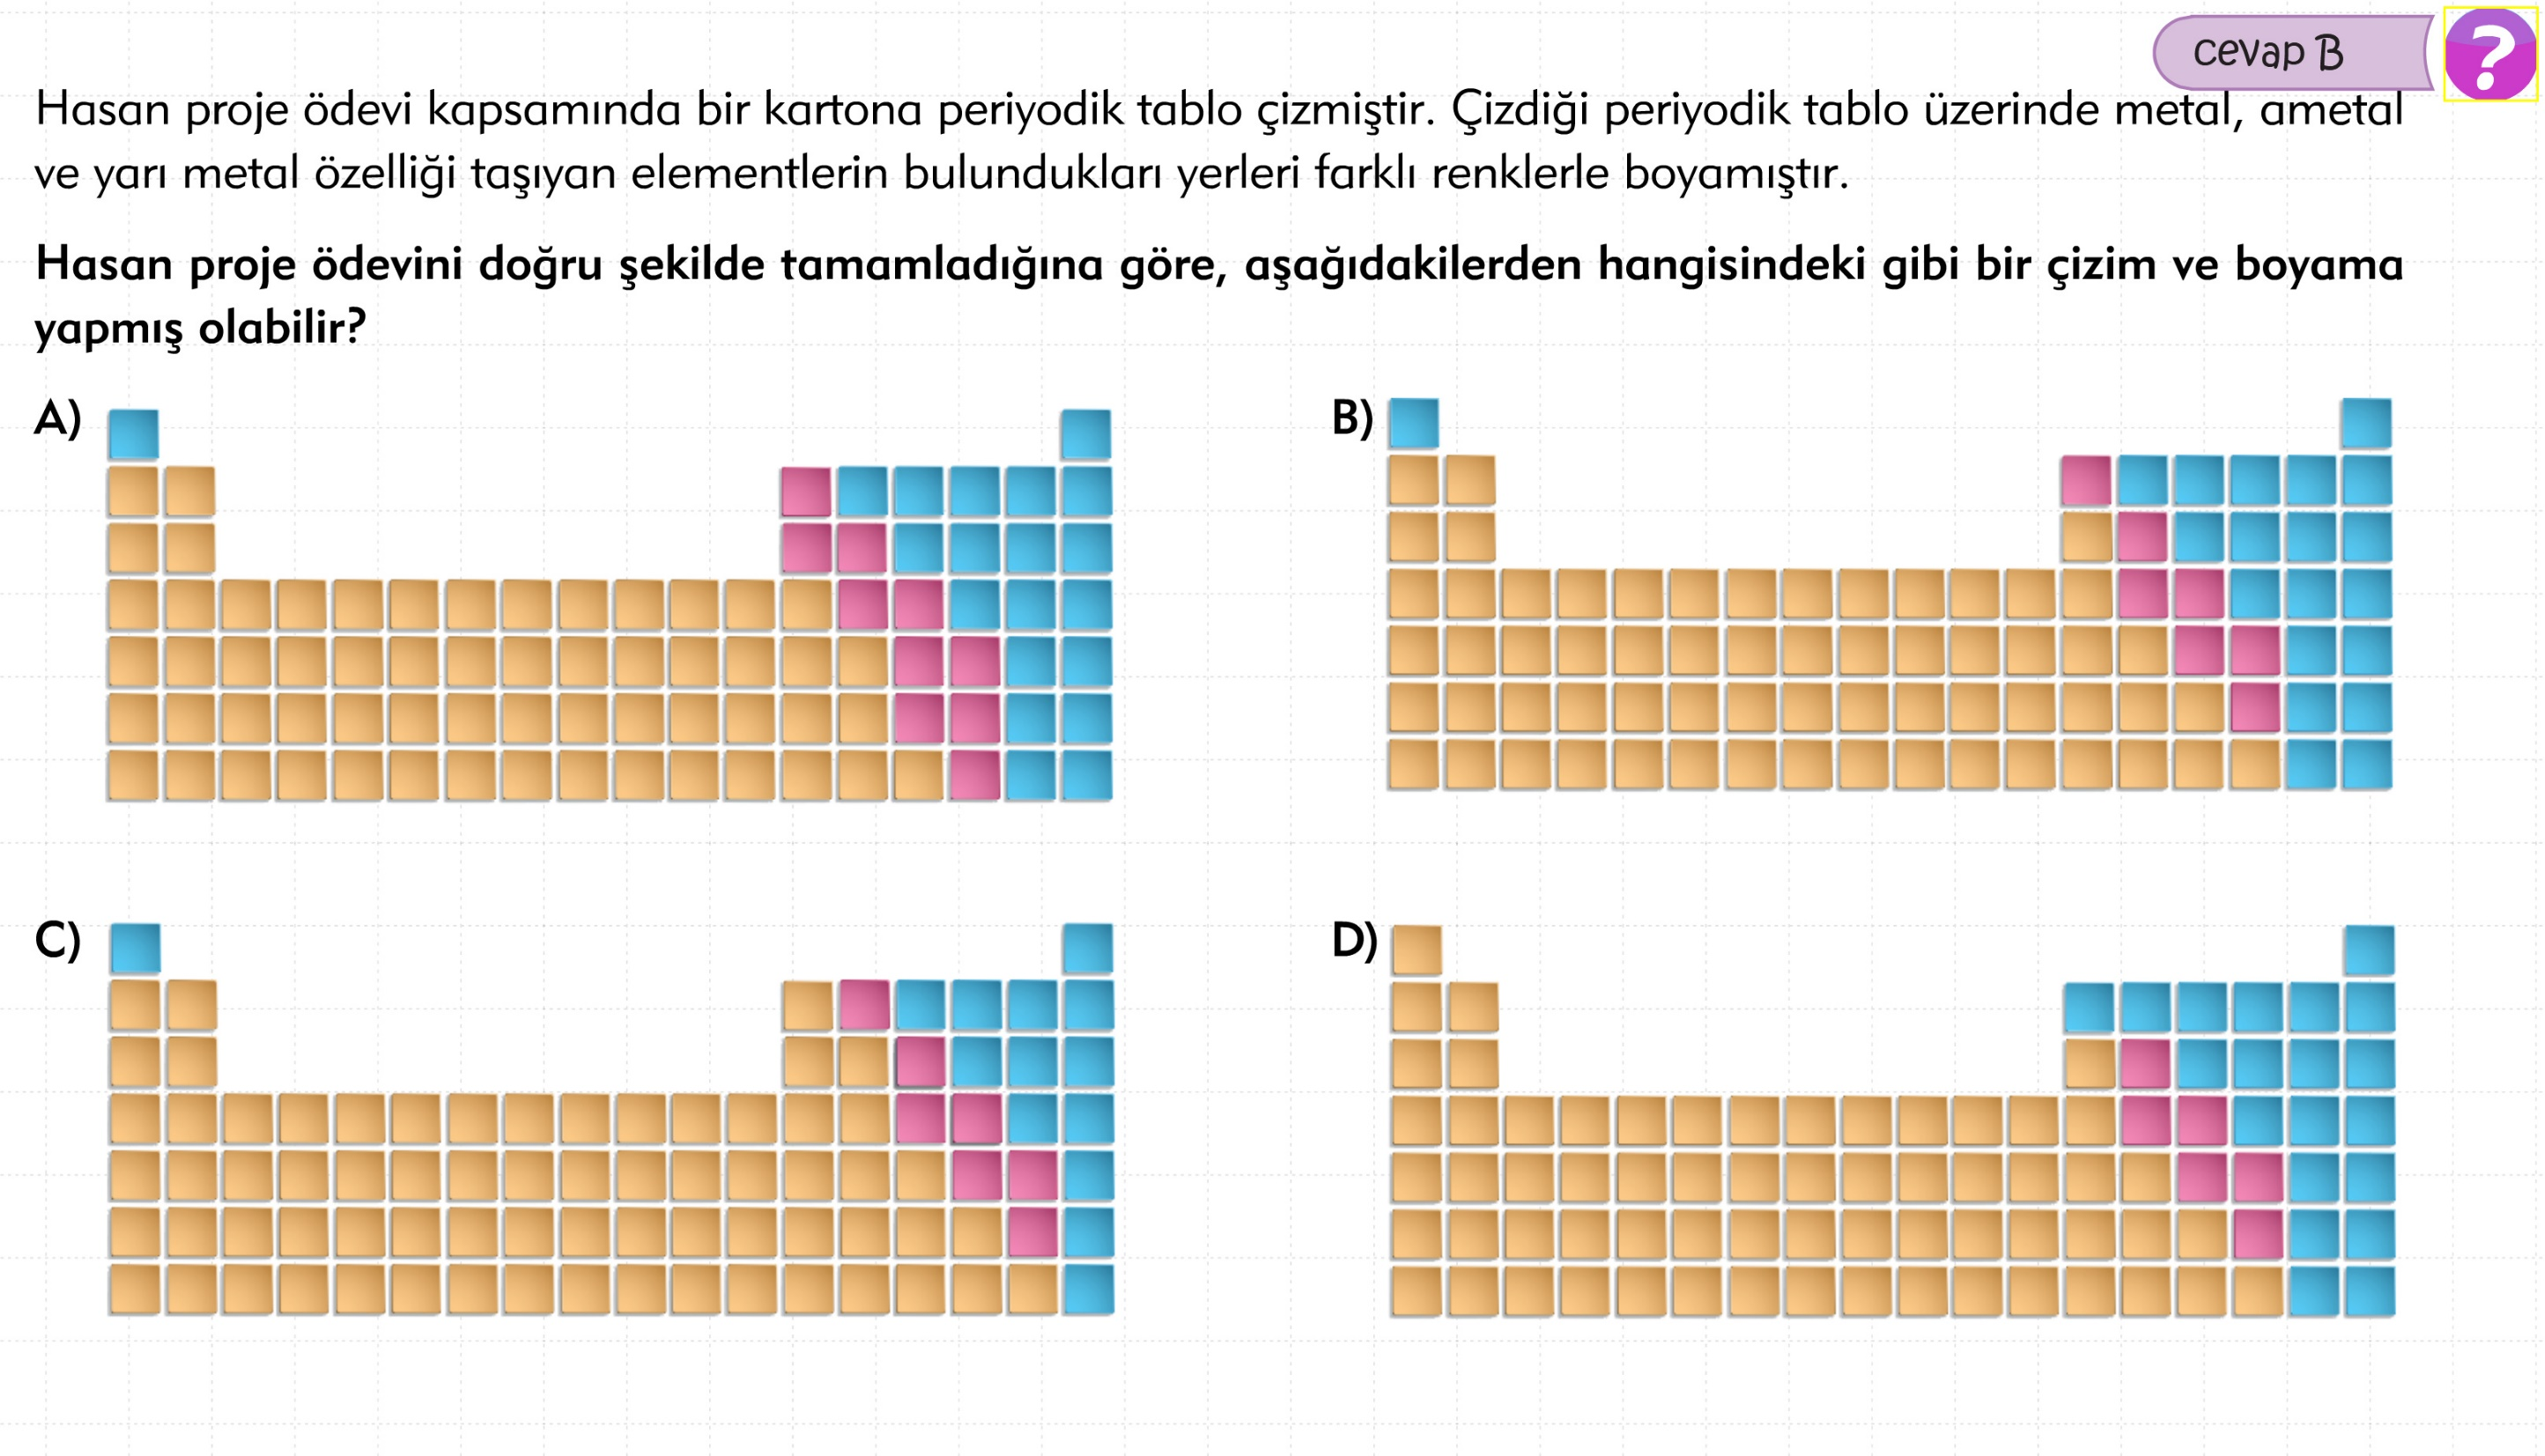 cevap B
?
Hasan proje ödevi kapsamında bir kartona periyodik tablo çizmiştir. Çizdiği periyodik tablo üzerinde metal, ametal
ve yarı metal özelliği taşıyan elementlerin bulundukları yerleri farklı renklerle boyamıştır.
Hasan proje ödevini doğru şekilde tamamladığına göre, aşağıdakilerden hangisindeki gibi bir çizim ve boyama
yapmış olabilir?
A)
B)
C)
D)